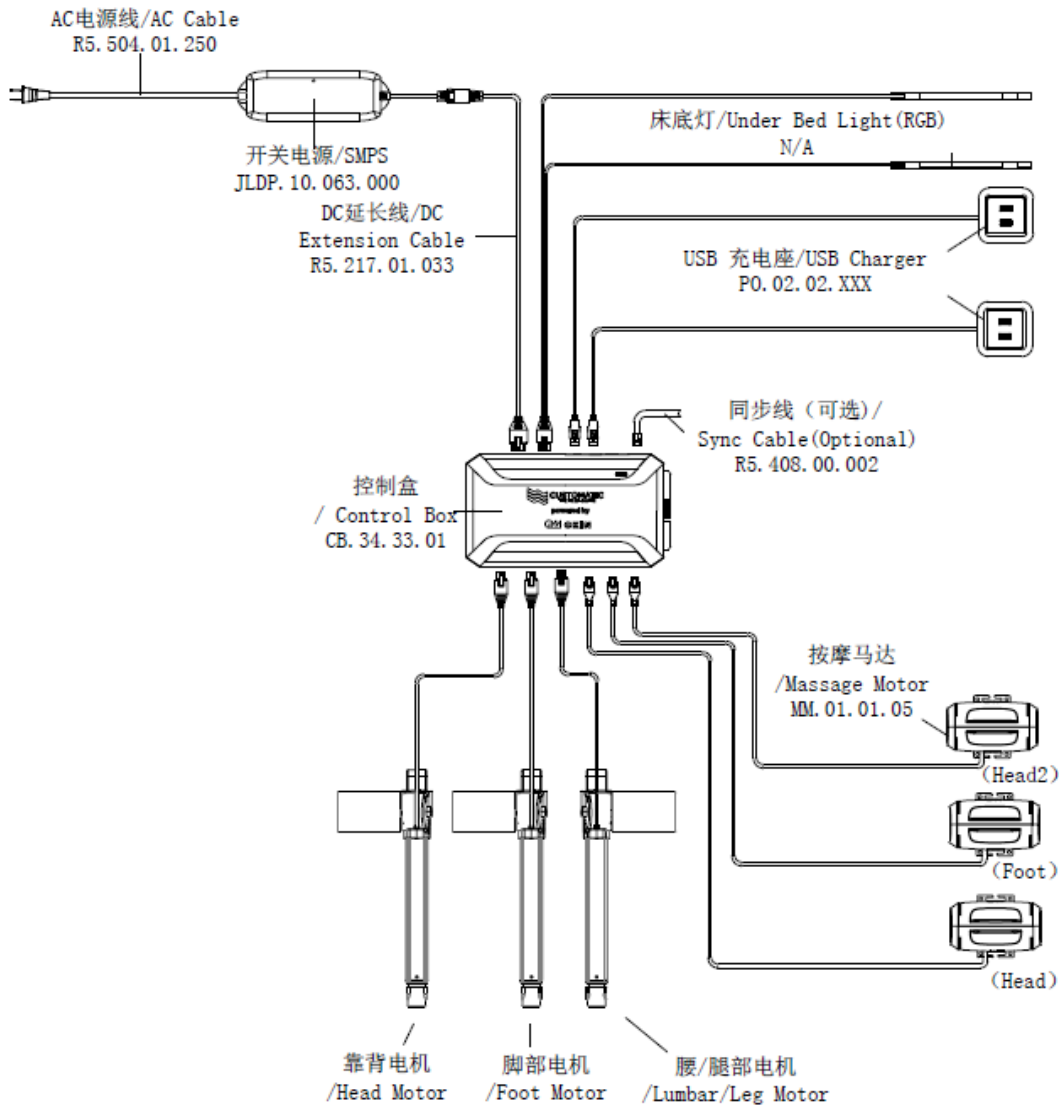 AC电源线/AC Cable
R5.504.01.250
开关电源/SMPS
JLDP.10.063.000
DC延长线/DC
Extension Cable
R5.217.01.033
床底灯/Under Bed Light(RGB)
N/A
USB 充电座/USB Charger
PO.02.02.XXX
同步线（可选)/
Sync Cable(Optional)
R5.408.00.002
控制盒
/ Control Box
CB.34.33.01
CUSTOMATIC
powered by
按摩马达
/Massage Motor
MM.01.01.05
(Head2)
(Foot)
(Head)
靠背电机
/Head Motor
脚部电机
/Foot Motor
腰/腿部电机
/Lumbar/Leg Motor